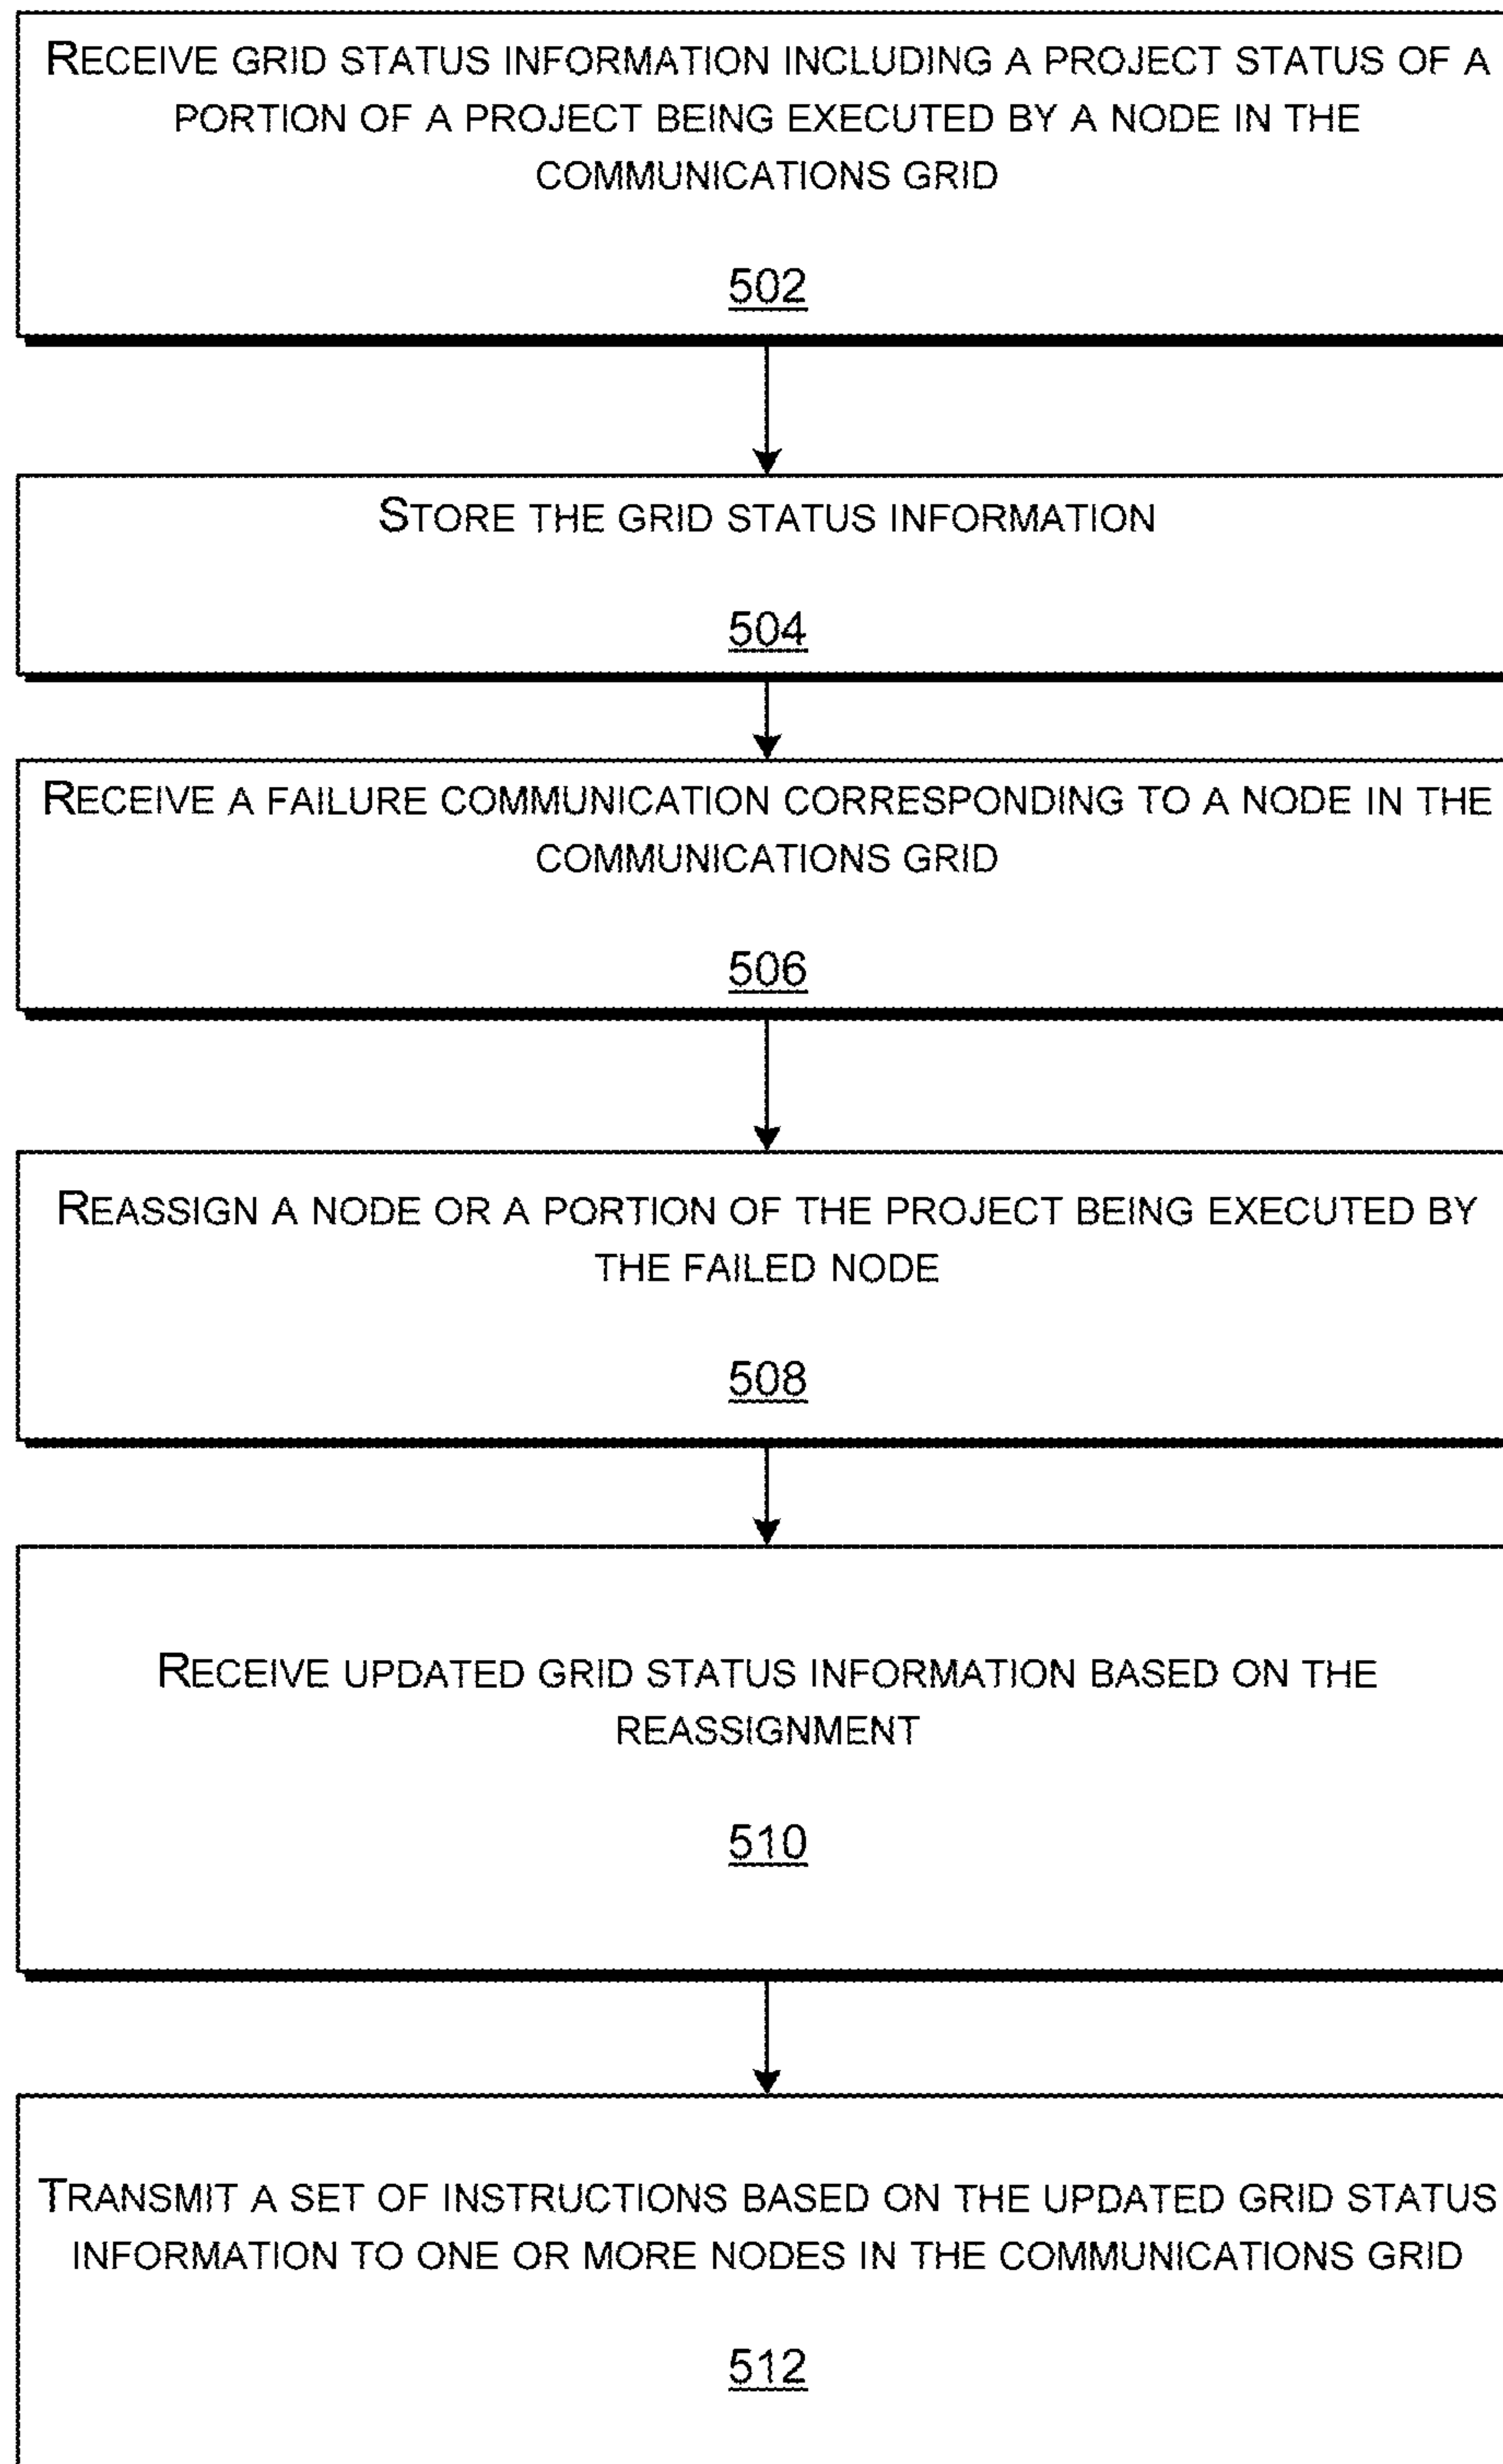 RECEIVE GRID STATUS INFORMATION INCLUDING A PROJECT STATUS OF A
PORTION OF A PROJECT BEING EXECUTED BY A NODE IN THE
COMMUNICATIONS GRID
502
STORE THE GRID STATUS INFORMATION
504
RECEIVE A FAILURE COMMUNICATION CORRESPONDING TO A NODE IN THE
COMMUNICATIONS GRID
506
REASSIGN A NODE OR A PORTION OF THE PROJECT BEING EXECUTED BY
THE FAILED NODE
508
RECEIVE UPDATED GRID STATUS INFORMATION BASED ON THE
REASSIGNMENT
510
TRANSMIT A SET OF INSTRUCTIONS BASED ON THE UPDATED GRID STATUS
INFORMATION TO ONE OR MORE NODES IN THE COMMUNICATIONS GRID
512